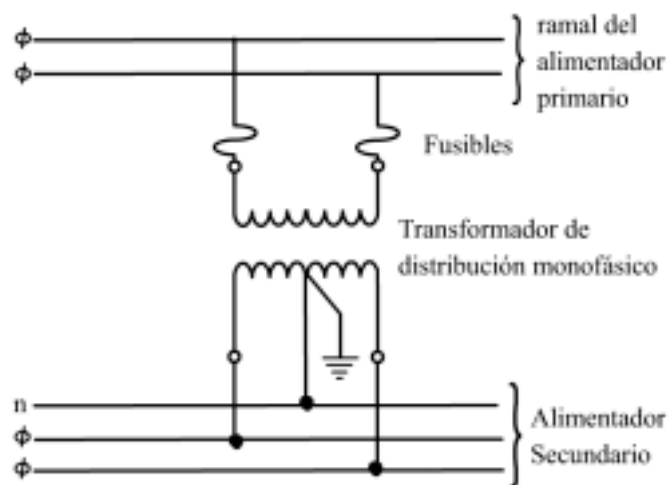 ϕ
ϕ
ramal del
alimentador
primario
Fusibles
Transformador de
distribución monofásico
n
ϕ
ϕ
Alimentador
Secundario